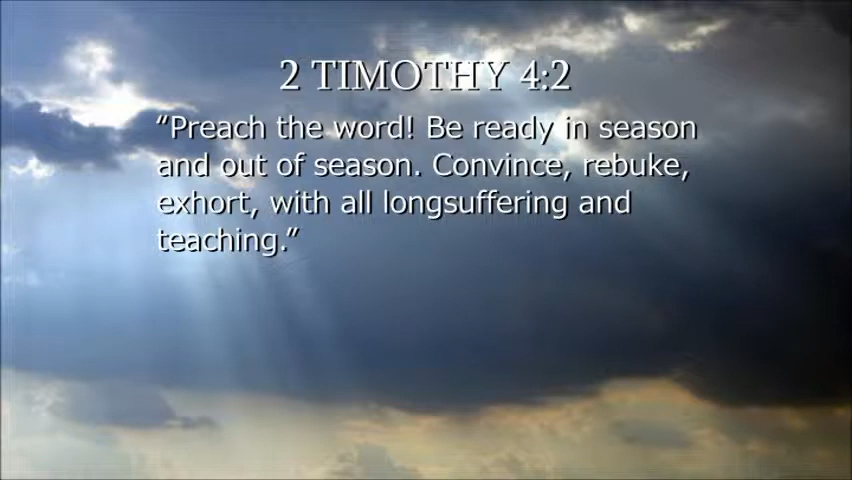 2 TIMOTHY 4:2
“Preach the word! Be ready in season
and out of season. Convince, rebuke,
exhort, with all longsuffering and
teaching.”